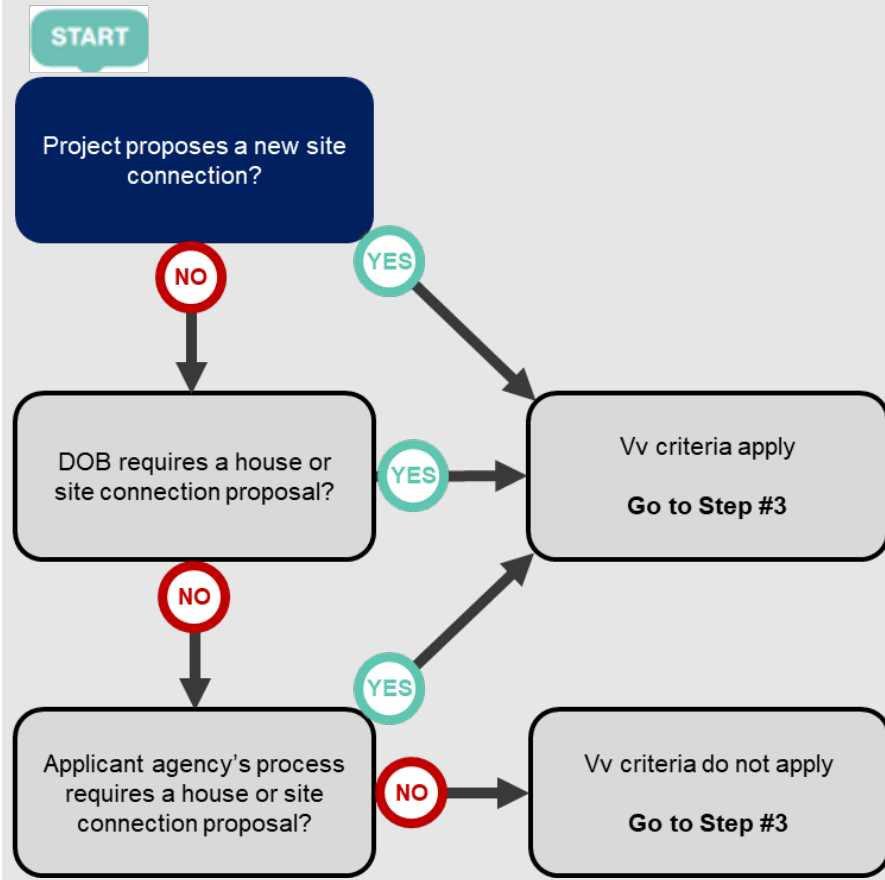 START
Project proposes a new site
connection?
NO
YES
DOB requires a house or
site connection proposal?
YES
Vv criteria apply
Go to Step #3
NO
YES
Applicant agency’s process
requires a house or site
connection proposal?
NO
Vv criteria do not apply
Go to Step #3